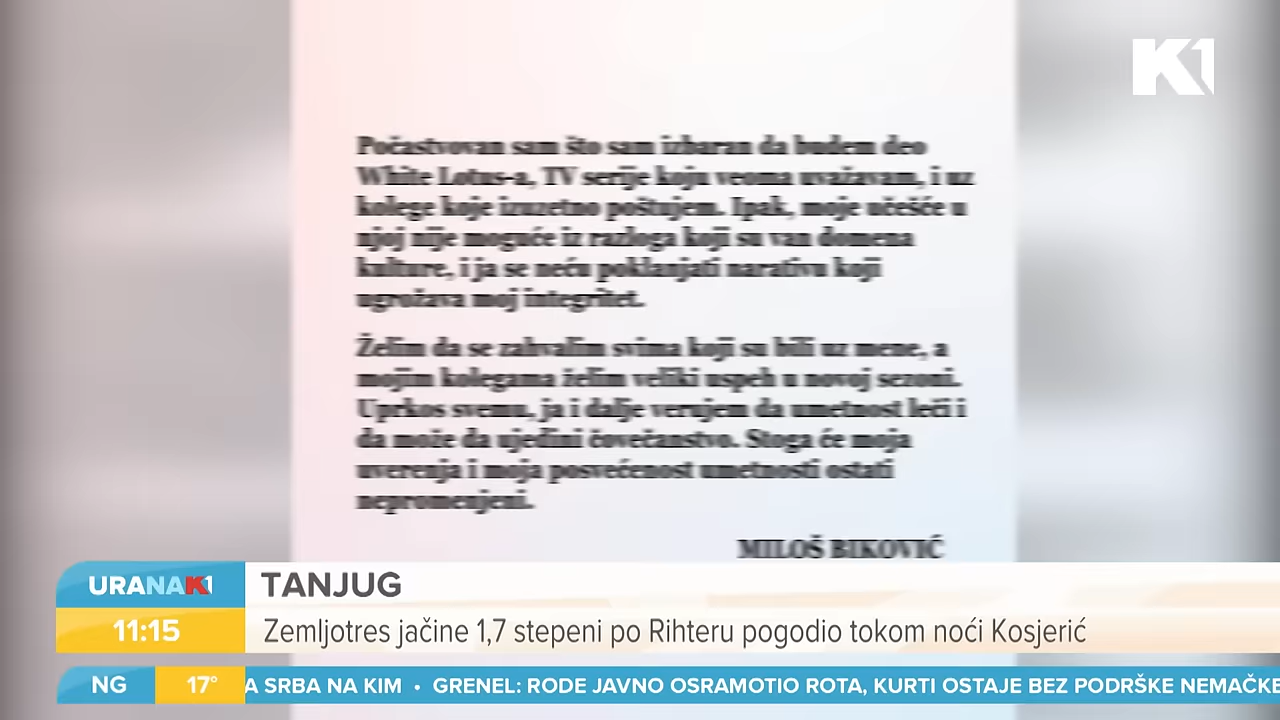 K1
Počastvovan sam što sam izbaran da budem deo
White Lotus-a, TV serije koju veoma uvažavam, i uz
kolege koje izuzetno poštujem. Ipak, moje učešće u
njoj nije moguće iz razloga koji su van domena
kulture, i ja se neću poklanjati narativu koji
ugrožava moj integritet.
Želim da se zahvalim svima koji su bili uz mene, a
mojim kolegama želim veliki uspeh u novoj sezoni.
Uprkos svemu, ja i dalje verujem da umetnost leči i
da može da ujedini čovečanstvo. Stoga će moja
uverenja i moja posvećenost umetnosti ostati
nepromenjeni.
MILOŠ BIKOVIĆ
URANAK1
TANJUG
11:15
Zemljotres jačine 1,7 stepeni po Rihteru pogodio tokom noći Kosjerić
NG 17° A SRBA NA KIM • GRENEL: RODE JAVNO OSRAMOTIO ROTA, KURTI OSTAJE BEZ PODRŠKE NEMAČKE